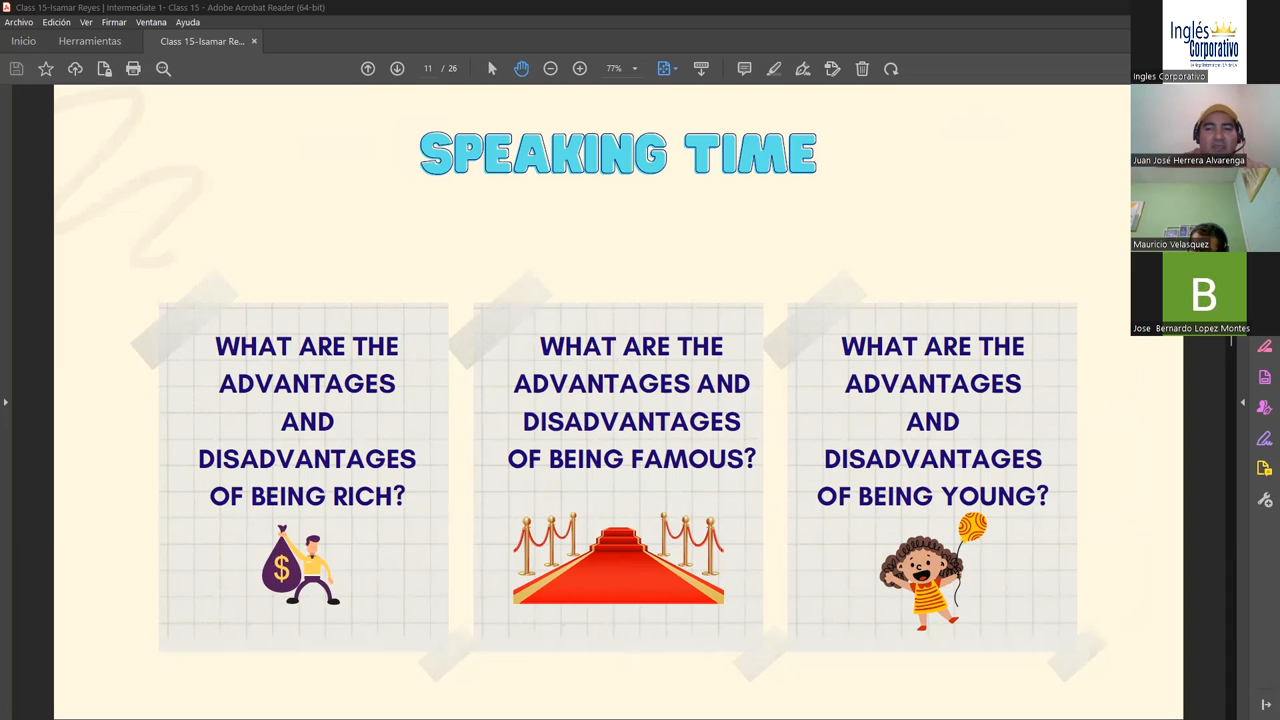 Class 15-Isamar Reyes | Intermediate 1- Class 15 - Adobe Acrobat Reader (64-bit)
Archivo Edición Ver Firmar Ventana Ayuda
Inicio Herramientas Class 15-Isamar Re... ×
11 / 26 77%
SPEAKING TIME
WHAT ARE THE
ADVANTAGES
AND
DISADVANTAGES
OF BEING RICH?
$
WHAT ARE THE
ADVANTAGES AND
DISADVANTAGES
OF BEING FAMOUS?
WHAT ARE THE
ADVANTAGES
AND
DISADVANTAGES
OF BEING YOUNG?
Inglés
Corporativo
Ingles Corporativo
Juan José Herrera Alvarenga
Mauricio Velasquez
B
Jose Bernardo Lopez Montes